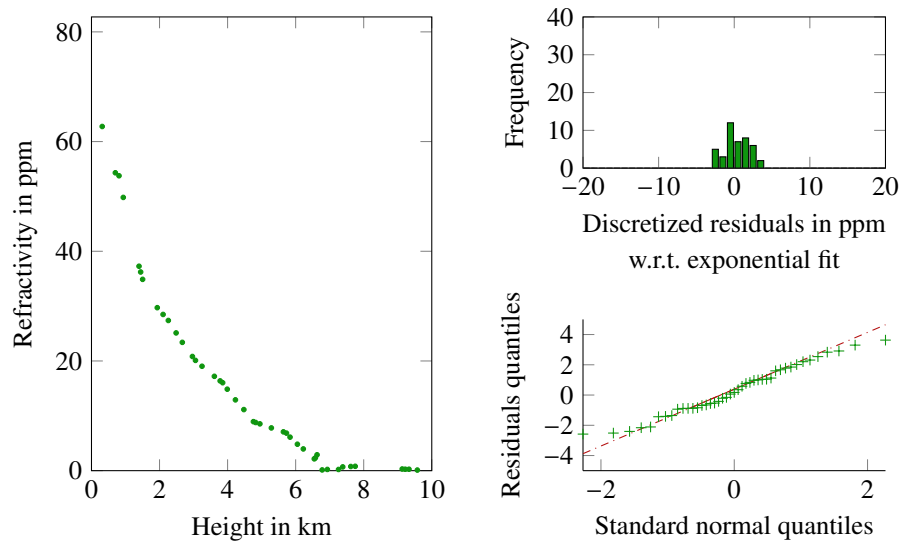 80
60
40
20
0
0 2 4 6 8 10
Refractivity in ppm
Height in km
40
30
20
10
0
−20 −10 0 10 20
Frequency
Discretized residuals in ppm
w.r.t. exponential fit
4
2
0
−2
−4
−2 0 2
Residuals quantiles
Standard normal quantiles